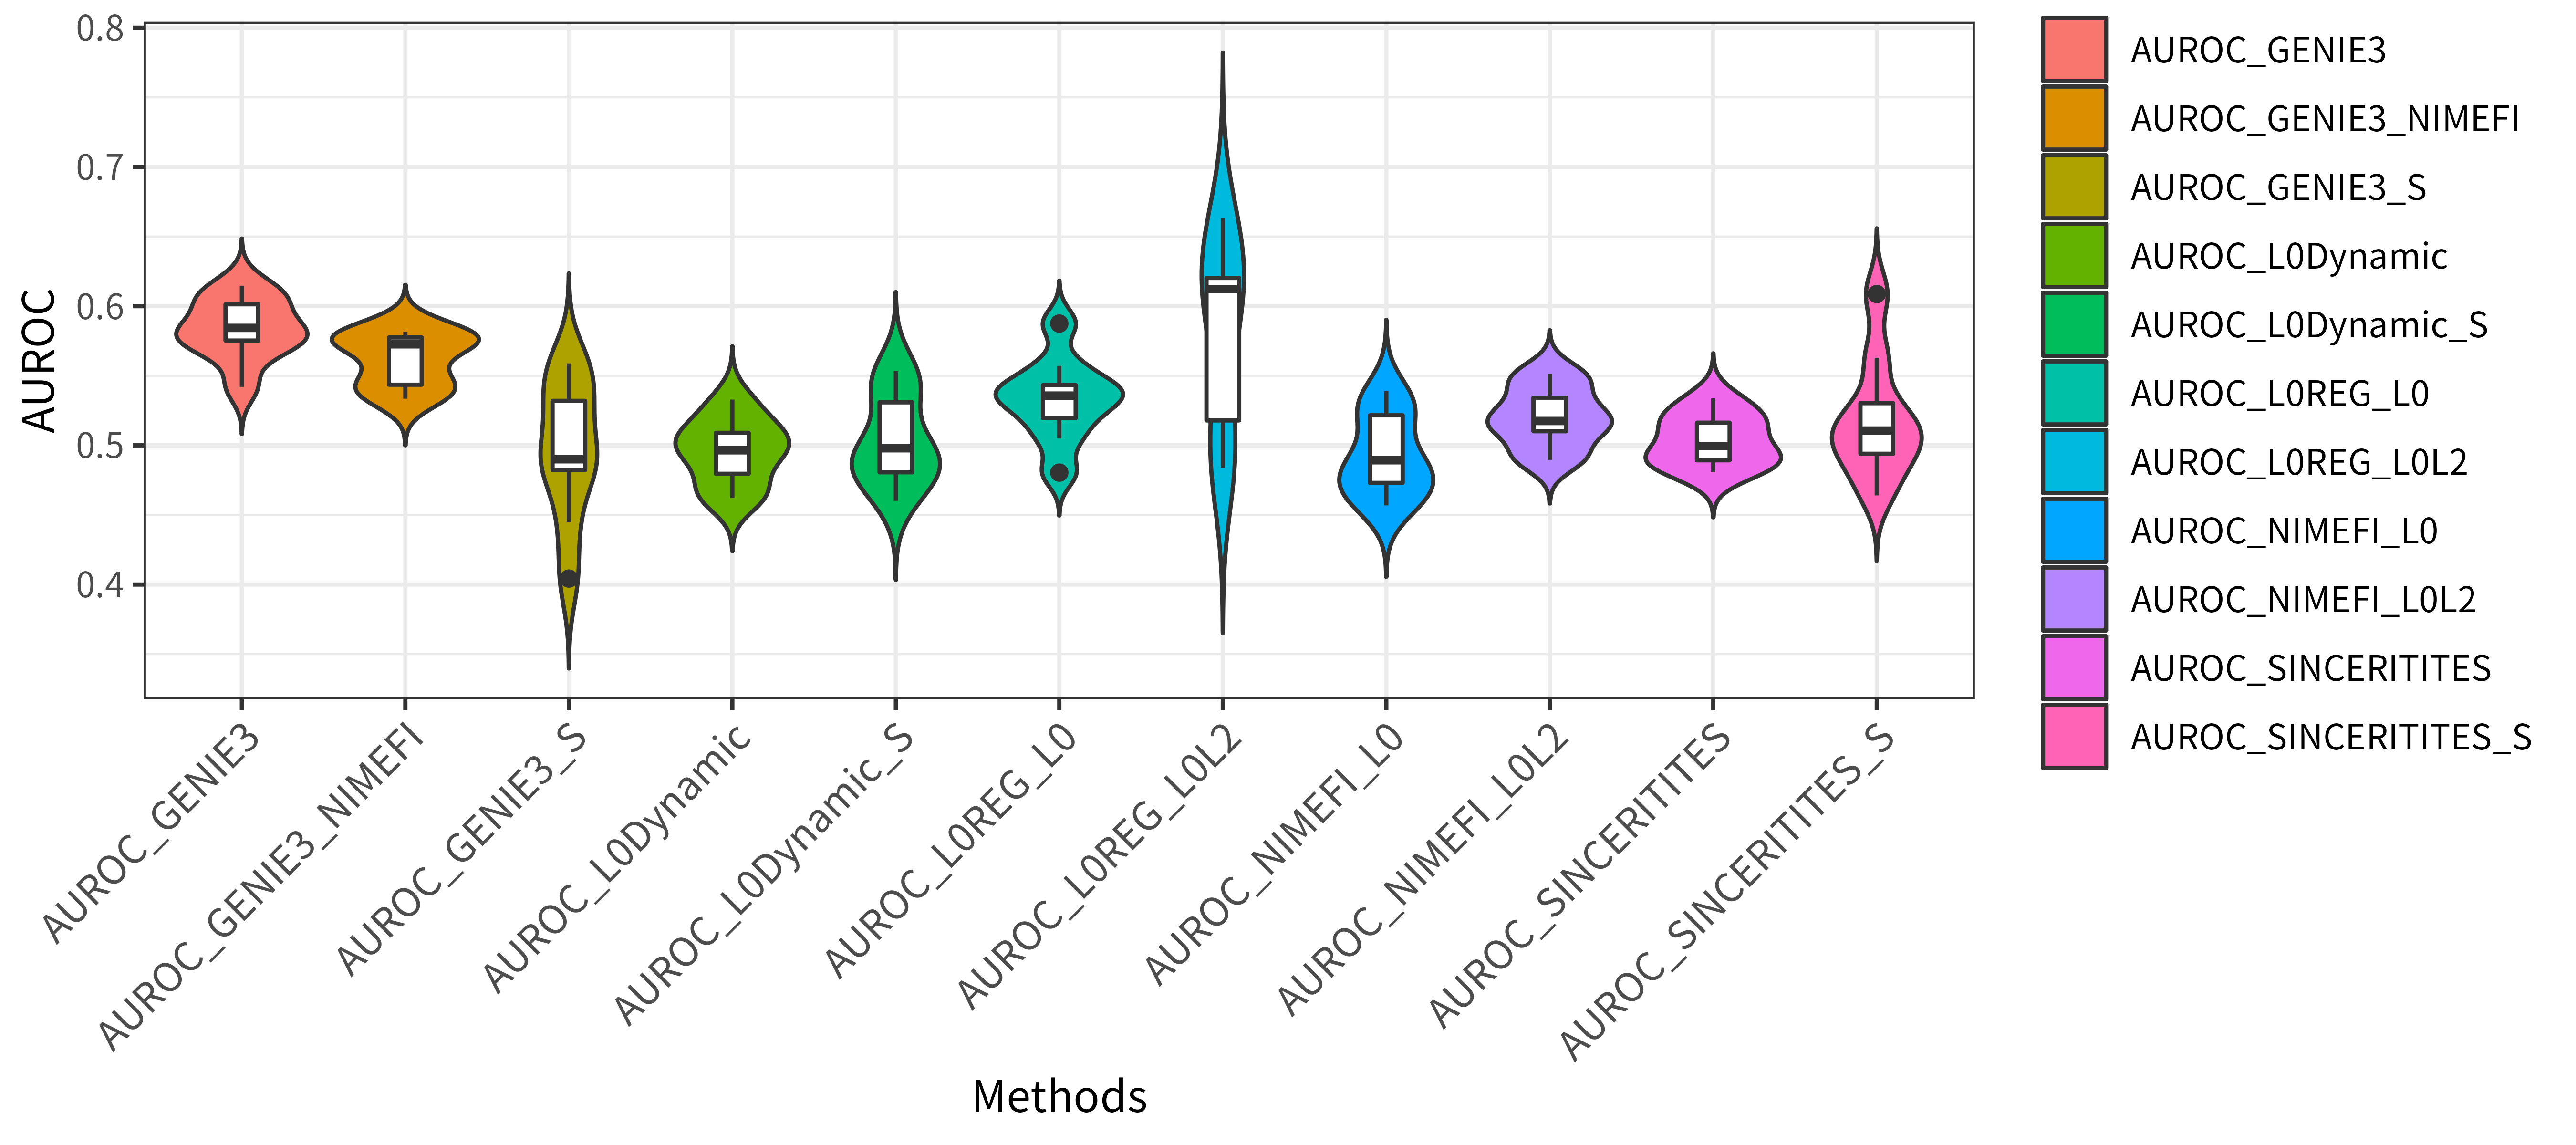 AUROC
0.8
0.7
0.6
0.5
0.4
AUROC_GENIE3
AUROC_GENIE3_NIMEFI
AUROC_GENIE3_S
AUROC_L0Dynamic
AUROC_L0Dynamic_S
AUROC_L0REG_L0
AUROC_L0REG_L0L2
AUROC_NIMEFI_L0
AUROC_NIMEFI_L0L2
AUROC_SINCERITITES
AUROC_SINCERITITES_S
Methods
AUROC_GENIE3
AUROC_GENIE3_NIMEFI
AUROC_GENIE3_S
AUROC_L0Dynamic
AUROC_L0Dynamic_S
AUROC_L0REG_L0
AUROC_L0REG_L0L2
AUROC_NIMEFI_L0
AUROC_NIMEFI_L0L2
AUROC_SINCERITITES
AUROC_SINCERITITES_S